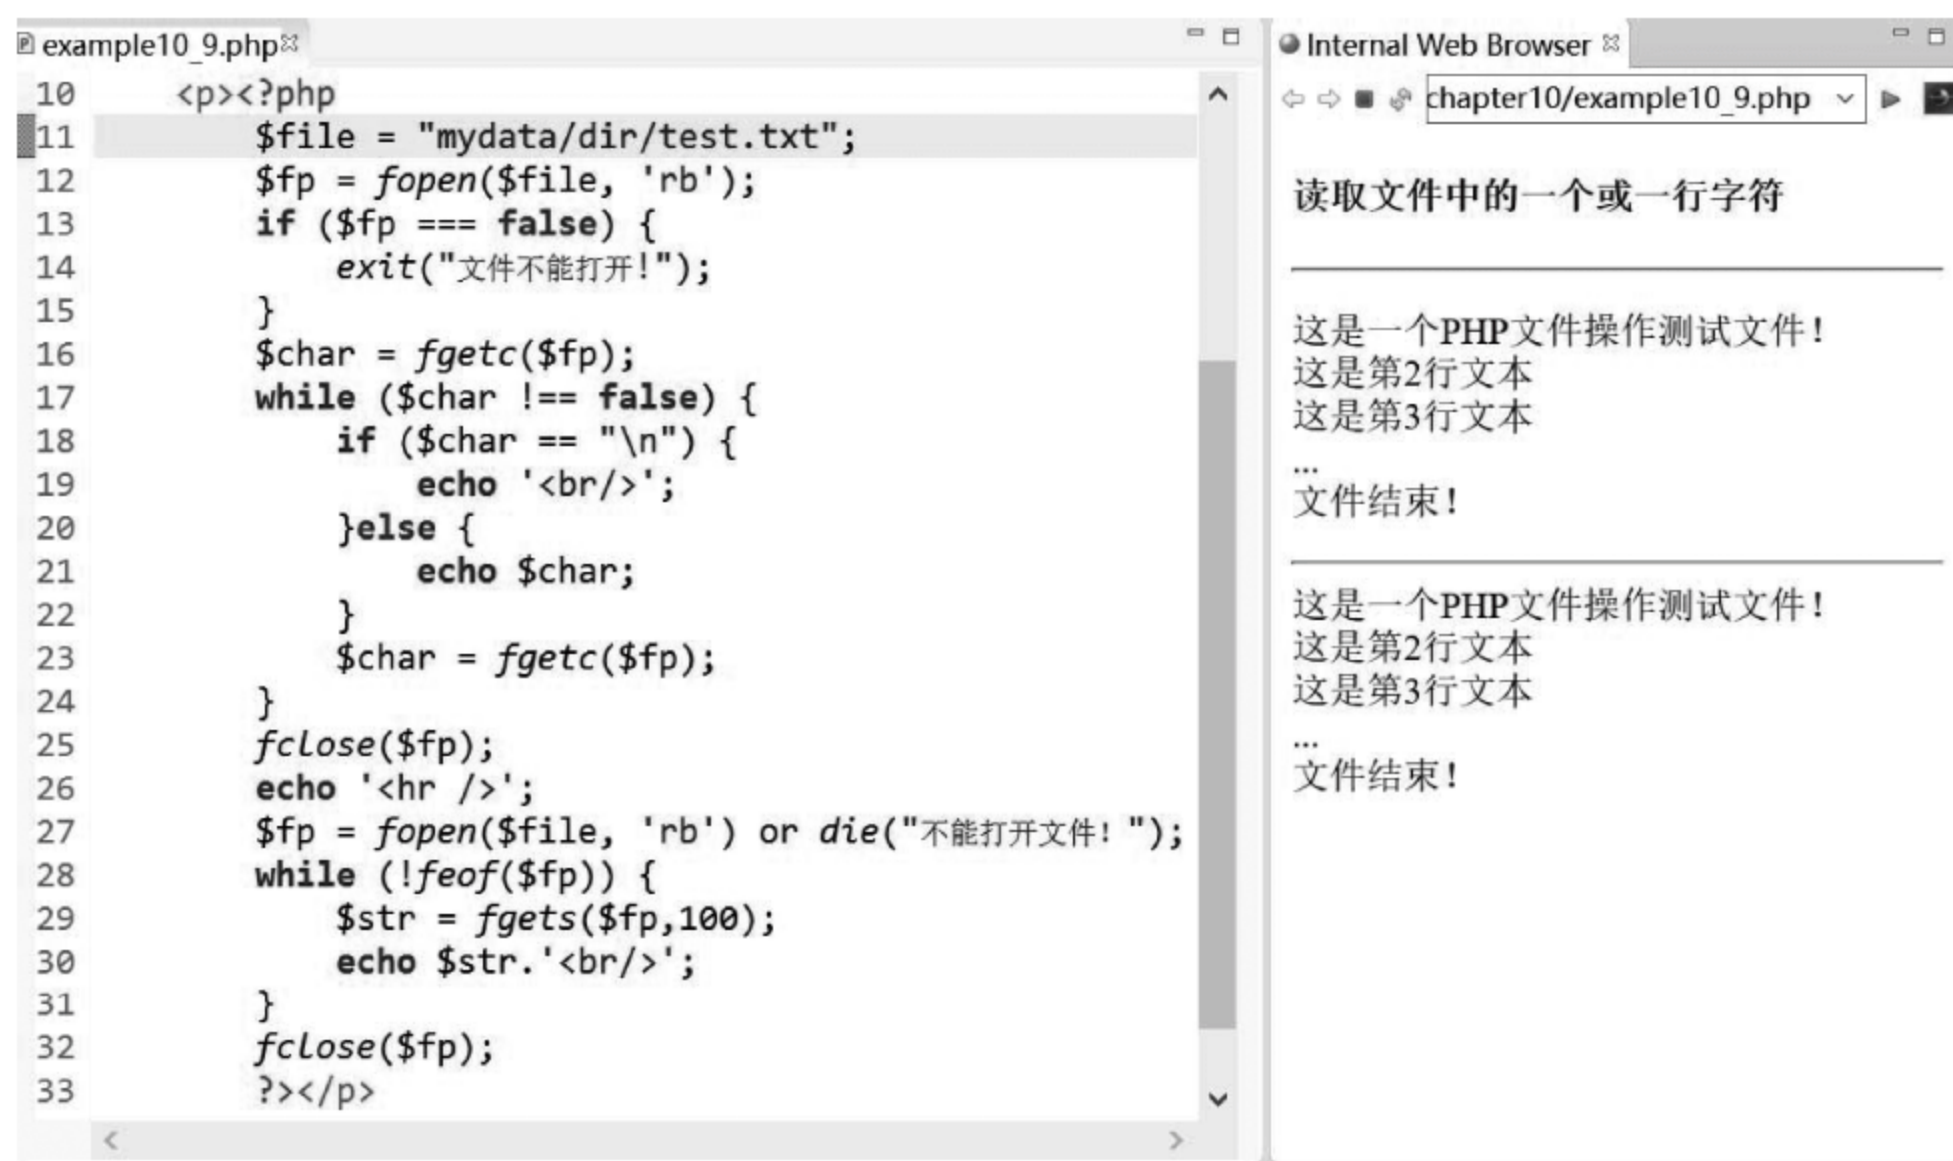 example10_9.php
10 <p><?php
11 $file = "mydata/dir/test.txt";
12 $fp = fopen($file, 'rb');
13 if ($fp === false) {
14 exit("文件不能打开!");
15 }
16 $char = fgetc($fp);
17 while ($char !== false) {
18 if ($char == "\n") {
19 echo '<br/>';
20 }else {
21 echo $char;
22 }
23 $char = fgetc($fp);
24 }
25 fclose($fp);
26 echo '<hr />';
27 $fp = fopen($file, 'rb') or die("不能打开文件！");
28 while (!feof($fp)) {
29 $str = fgets($fp,100);
30 echo $str.'<br/>';
31 }
32 fclose($fp);
33 ?></p>
Internal Web Browser
chapter10/example10_9.php
读取文件中的一个或一行字符
这是一个PHP文件操作测试文件！
这是第2行文本
这是第3行文本
...
文件结束！
这是一个PHP文件操作测试文件！
这是第2行文本
这是第3行文本
...
文件结束！